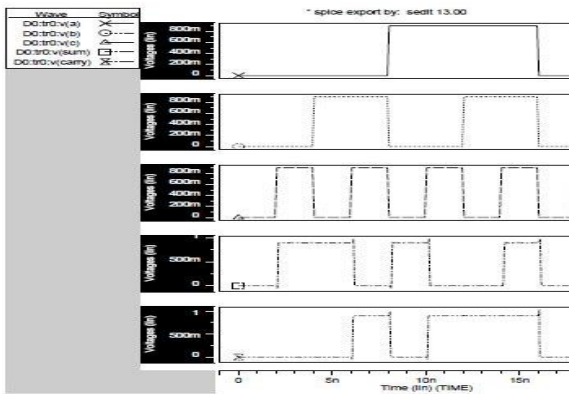 Wave Symbol
D0:tr0:v(a)
D0:tr0:v(b)
D0:tr0:v(c)
D0:tr0:v(sum)
D0:tr0:v(carry)
* spice export by: sedit 13.00
Voltages (lin)
800m
600m
400m
200m
0
Voltages (lin)
800m
600m
400m
200m
0
Voltages (lin)
800m
600m
400m
200m
0
Voltages (lin)
1
500m
0
Voltages (lin)
1
500m
0
0 5n 10n 15n
Time (lin) (TIME)